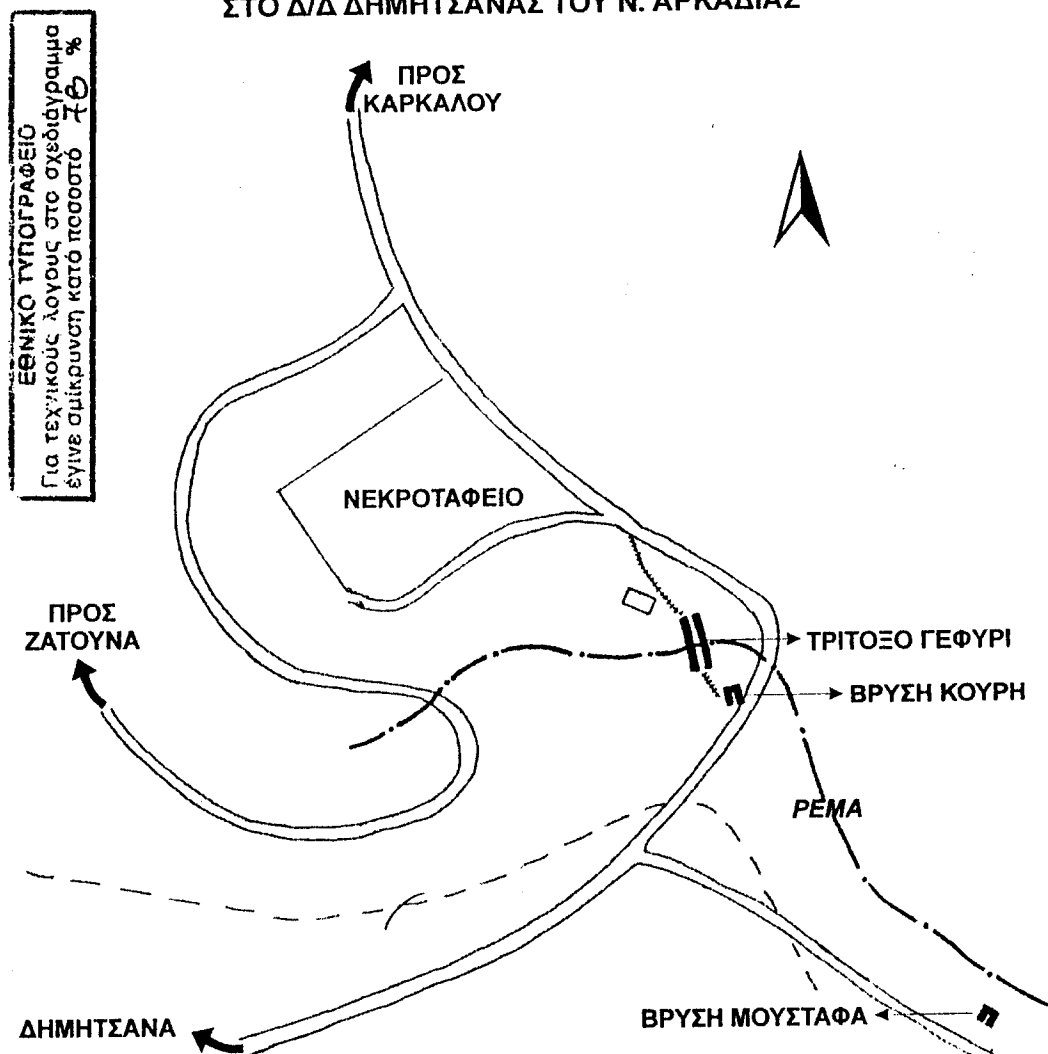 ΣΤΟ Δ/Δ ΔΗΜΗΤΣΑΝΑΣ ΤΟΥ Ν. ΑΡΚΑΔΙΑΣ
ΕΘΝΙΚΟ ΤΥΠΟΓΡΑΦΕΙΟ
Για τεχνικούς λόγους στο σχεδιάγραμμα
έγινε σμίκρυνση κατά ποσοστό 78 %
ΠΡΟΣ
ΚΑΡΚΑΛΟΥ
ΝΕΚΡΟΤΑΦΕΙΟ
ΠΡΟΣ
ΖΑΤΟΥΝΑ
ΤΡΙΤΟΞΟ ΓΕΦΥΡΙ
ΒΡΥΣΗ ΚΟΥΡΗ
ΡΕΜΑ
ΒΡΥΣΗ ΜΟΥΣΤΑΦΑ
ΔΗΜΗΤΣΑΝΑ